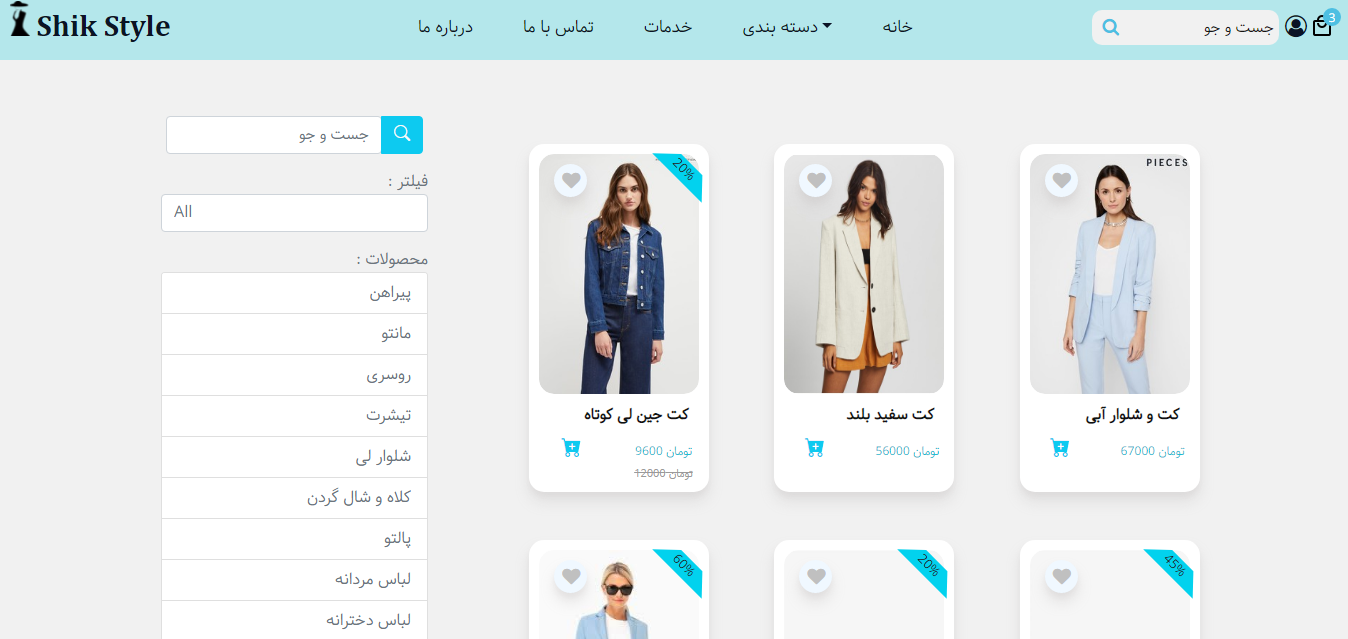 Shik Style
خانه
دسته بندی
خدمات
تماس با ما
درباره ما
جست و جو
3
جست و جو
فیلتر :
All
محصولات :
پیراهن
مانتو
روسری
تیشرت
شلوار لی
کلاه و شال گردن
پالتو
لباس مردانه
لباس دخترانه
PIECES
کت و شلوار آبی
67000 تومان
کت سفید بلند
56000 تومان
20%
کت جین لی کوتاه
9600 تومان
12000 تومان
45%
20%
60%